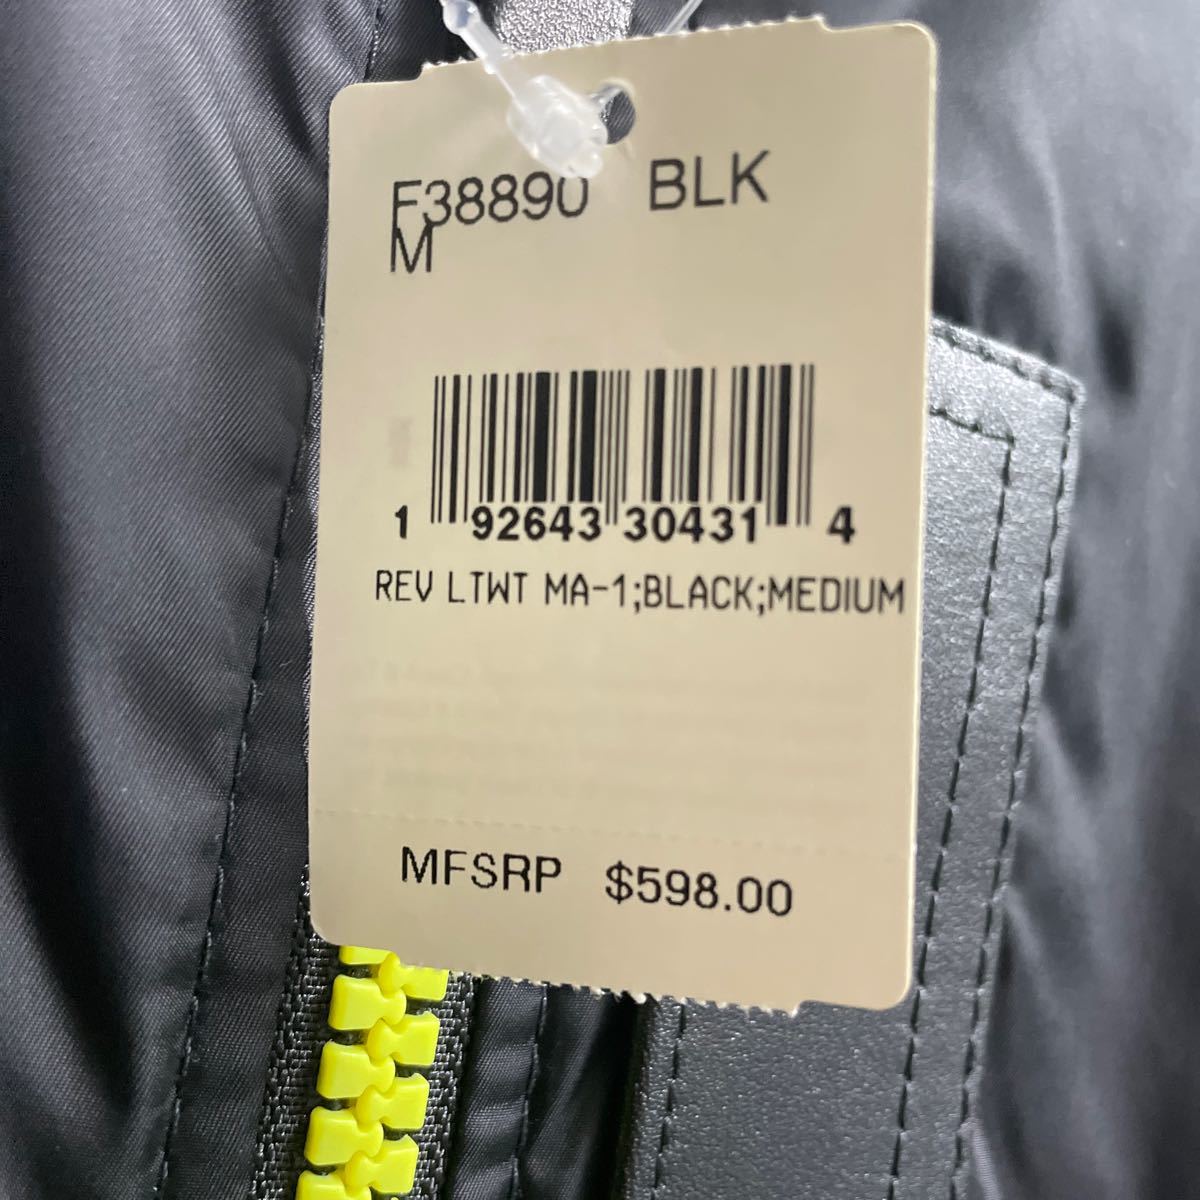 F38890 BLK
M
1 92643 30431 4
REV LTWT MA-1;BLACK;MEDIUM
MFSRP $598.00